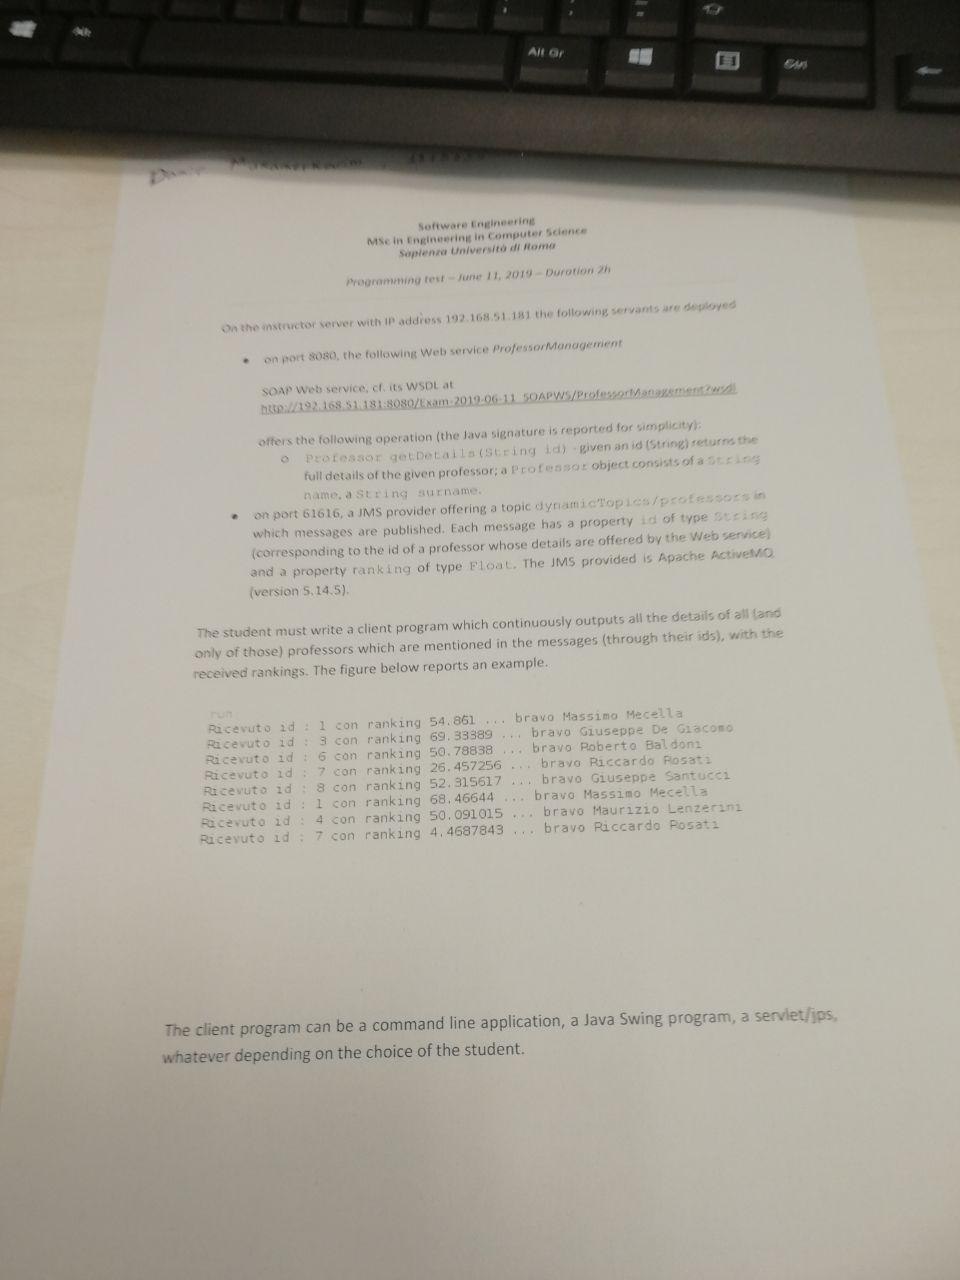 Alt Gr
Software Engineering
MSc in Engineering in Computer Science
Sapienza Università di Roma
Programming test – June 11, 2019 – Duration 2h
On the instructor server with IP address 192.168.51.181 the following servants are deployed
• on port 8080, the following Web service ProfessorManagement
SOAP Web service, cf. its WSDL at
http://192.168.51.181:8080/Exam-2019-06-11_SOAPWS/ProfessorManagement?wsdl
offers the following operation (the Java signature is reported for simplicity):
o Professor getDetails(String id) - given an id (String) returns the
full details of the given professor; a Professor object consists of a String
name, a String surname.
• on port 61616, a JMS provider offering a topic dynamicTopics/professors in
which messages are published. Each message has a property id of type String
(corresponding to the id of a professor whose details are offered by the Web service)
and a property ranking of type Float. The JMS provided is Apache ActiveMQ
(version 5.14.5).
The student must write a client program which continuously outputs all the details of all (and
only of those) professors which are mentioned in the messages (through their ids), with the
received rankings. The figure below reports an example.
run:
Ricevuto id : 1 con ranking 54.861 ... bravo Massimo Mecella
Ricevuto id : 3 con ranking 69.33389 ... bravo Giuseppe De Giacomo
Ricevuto id : 6 con ranking 50.78838 ... bravo Roberto Baldoni
Ricevuto id : 7 con ranking 26.457256 ... bravo Riccardo Rosati
Ricevuto id : 8 con ranking 52.315617 ... bravo Giuseppe Santucci
Ricevuto id : 1 con ranking 68.46644 ... bravo Massimo Mecella
Ricevuto id : 4 con ranking 50.091015 ... bravo Maurizio Lenzerini
Ricevuto id : 7 con ranking 4.4687843 ... bravo Riccardo Rosati
The client program can be a command line application, a Java Swing program, a servlet/jps,
whatever depending on the choice of the student.